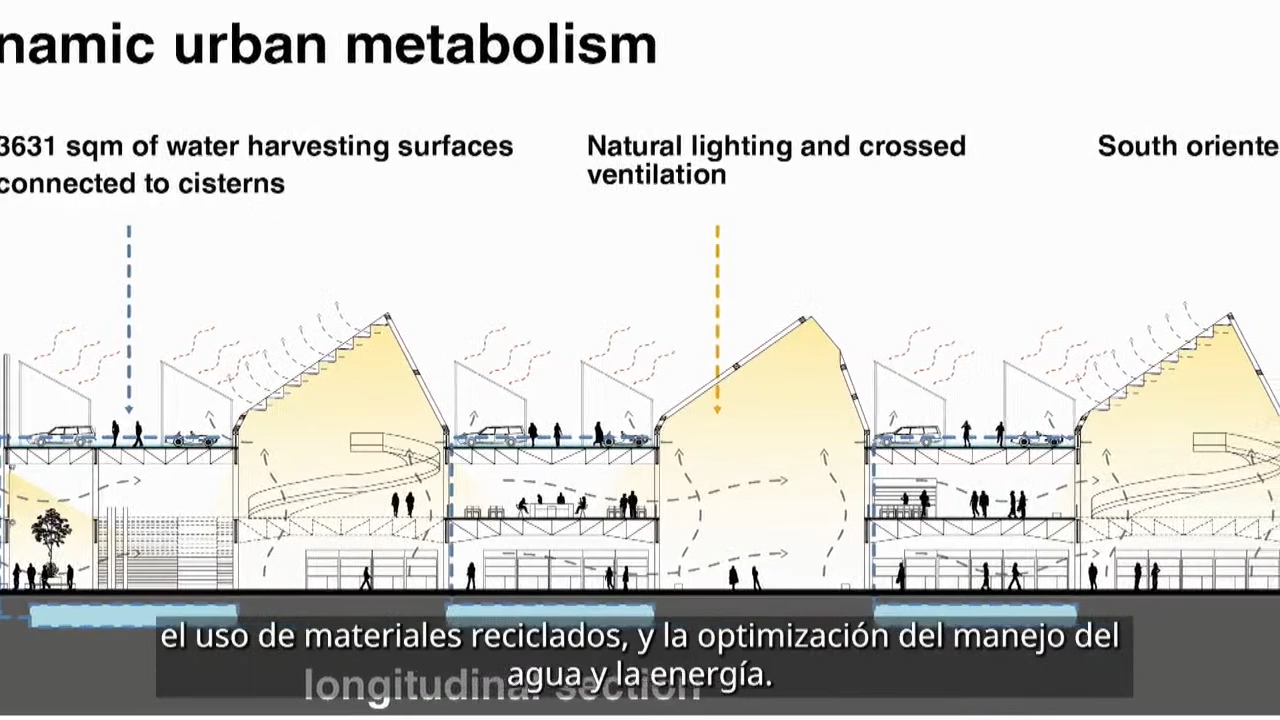 namic urban metabolism
3631 sqm of water harvesting surfaces
connected to cisterns
Natural lighting and crossed
ventilation
South oriente
el uso de materiales reciclados, y la optimización del manejo del
agua y la energía.
longitudinal section